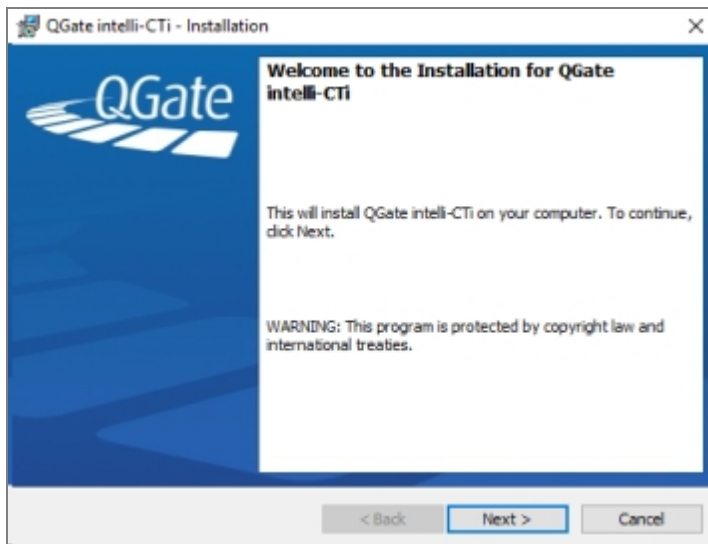 QGate intelli-CTi - Installation
QGate
Welcome to the Installation for QGate
intelli-CTi
This will install QGate intelli-CTi on your computer. To continue,
click Next.
WARNING: This program is protected by copyright law and
international treaties.
< Back
Next >
Cancel